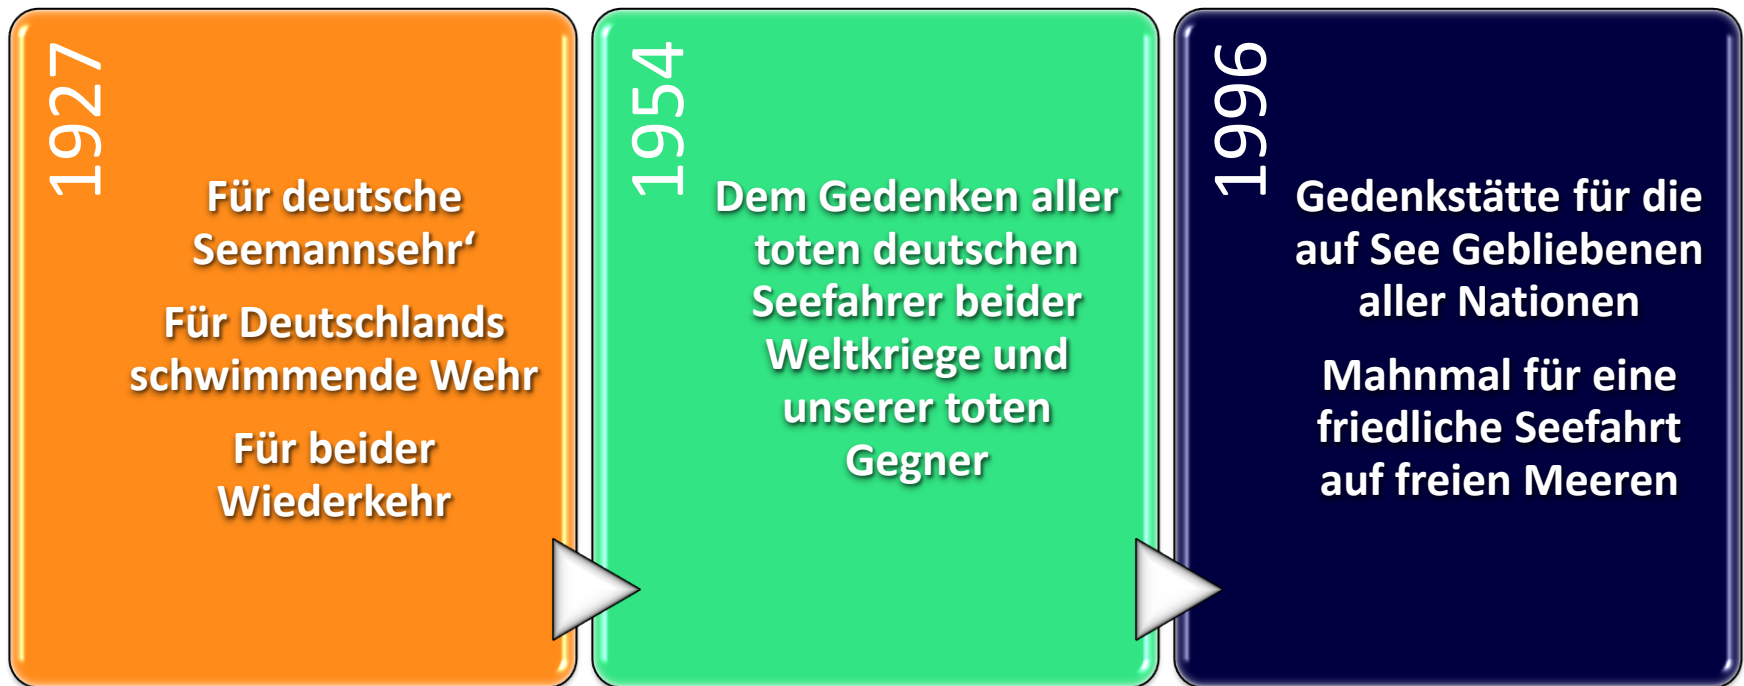 1927
Für deutsche
Seemannsehr‘
Für Deutschlands
schwimmende Wehr
Für beider
Wiederkehr
1954
Dem Gedenken aller
toten deutschen
Seefahrer beider
Weltkriege und
unserer toten
Gegner
1996
Gedenkstätte für die
auf See Gebliebenen
aller Nationen
Mahnmal für eine
friedliche Seefahrt
auf freien Meeren